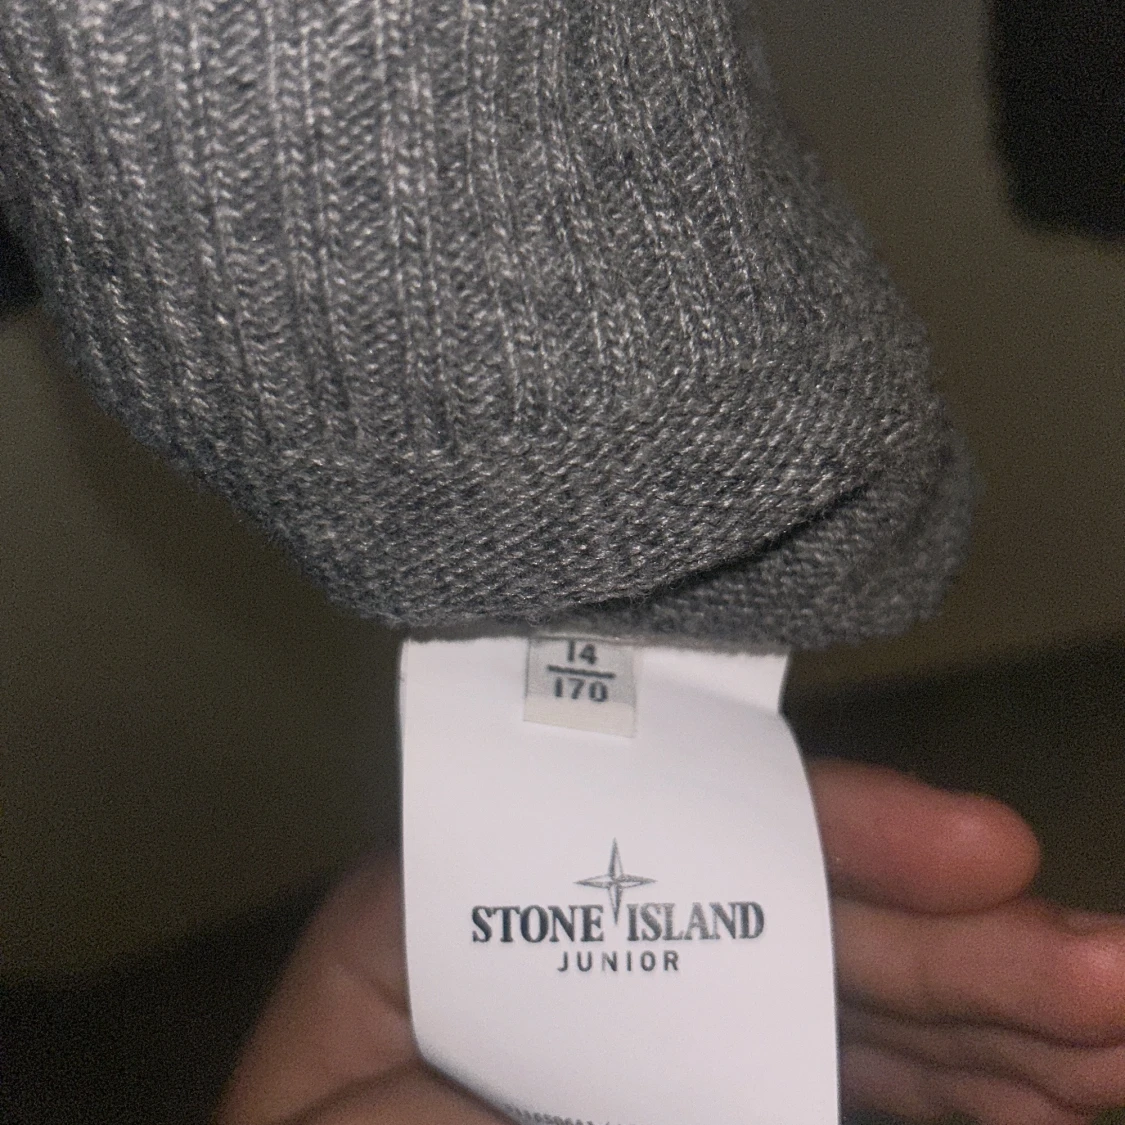 14
170
STONE ISLAND
JUNIOR